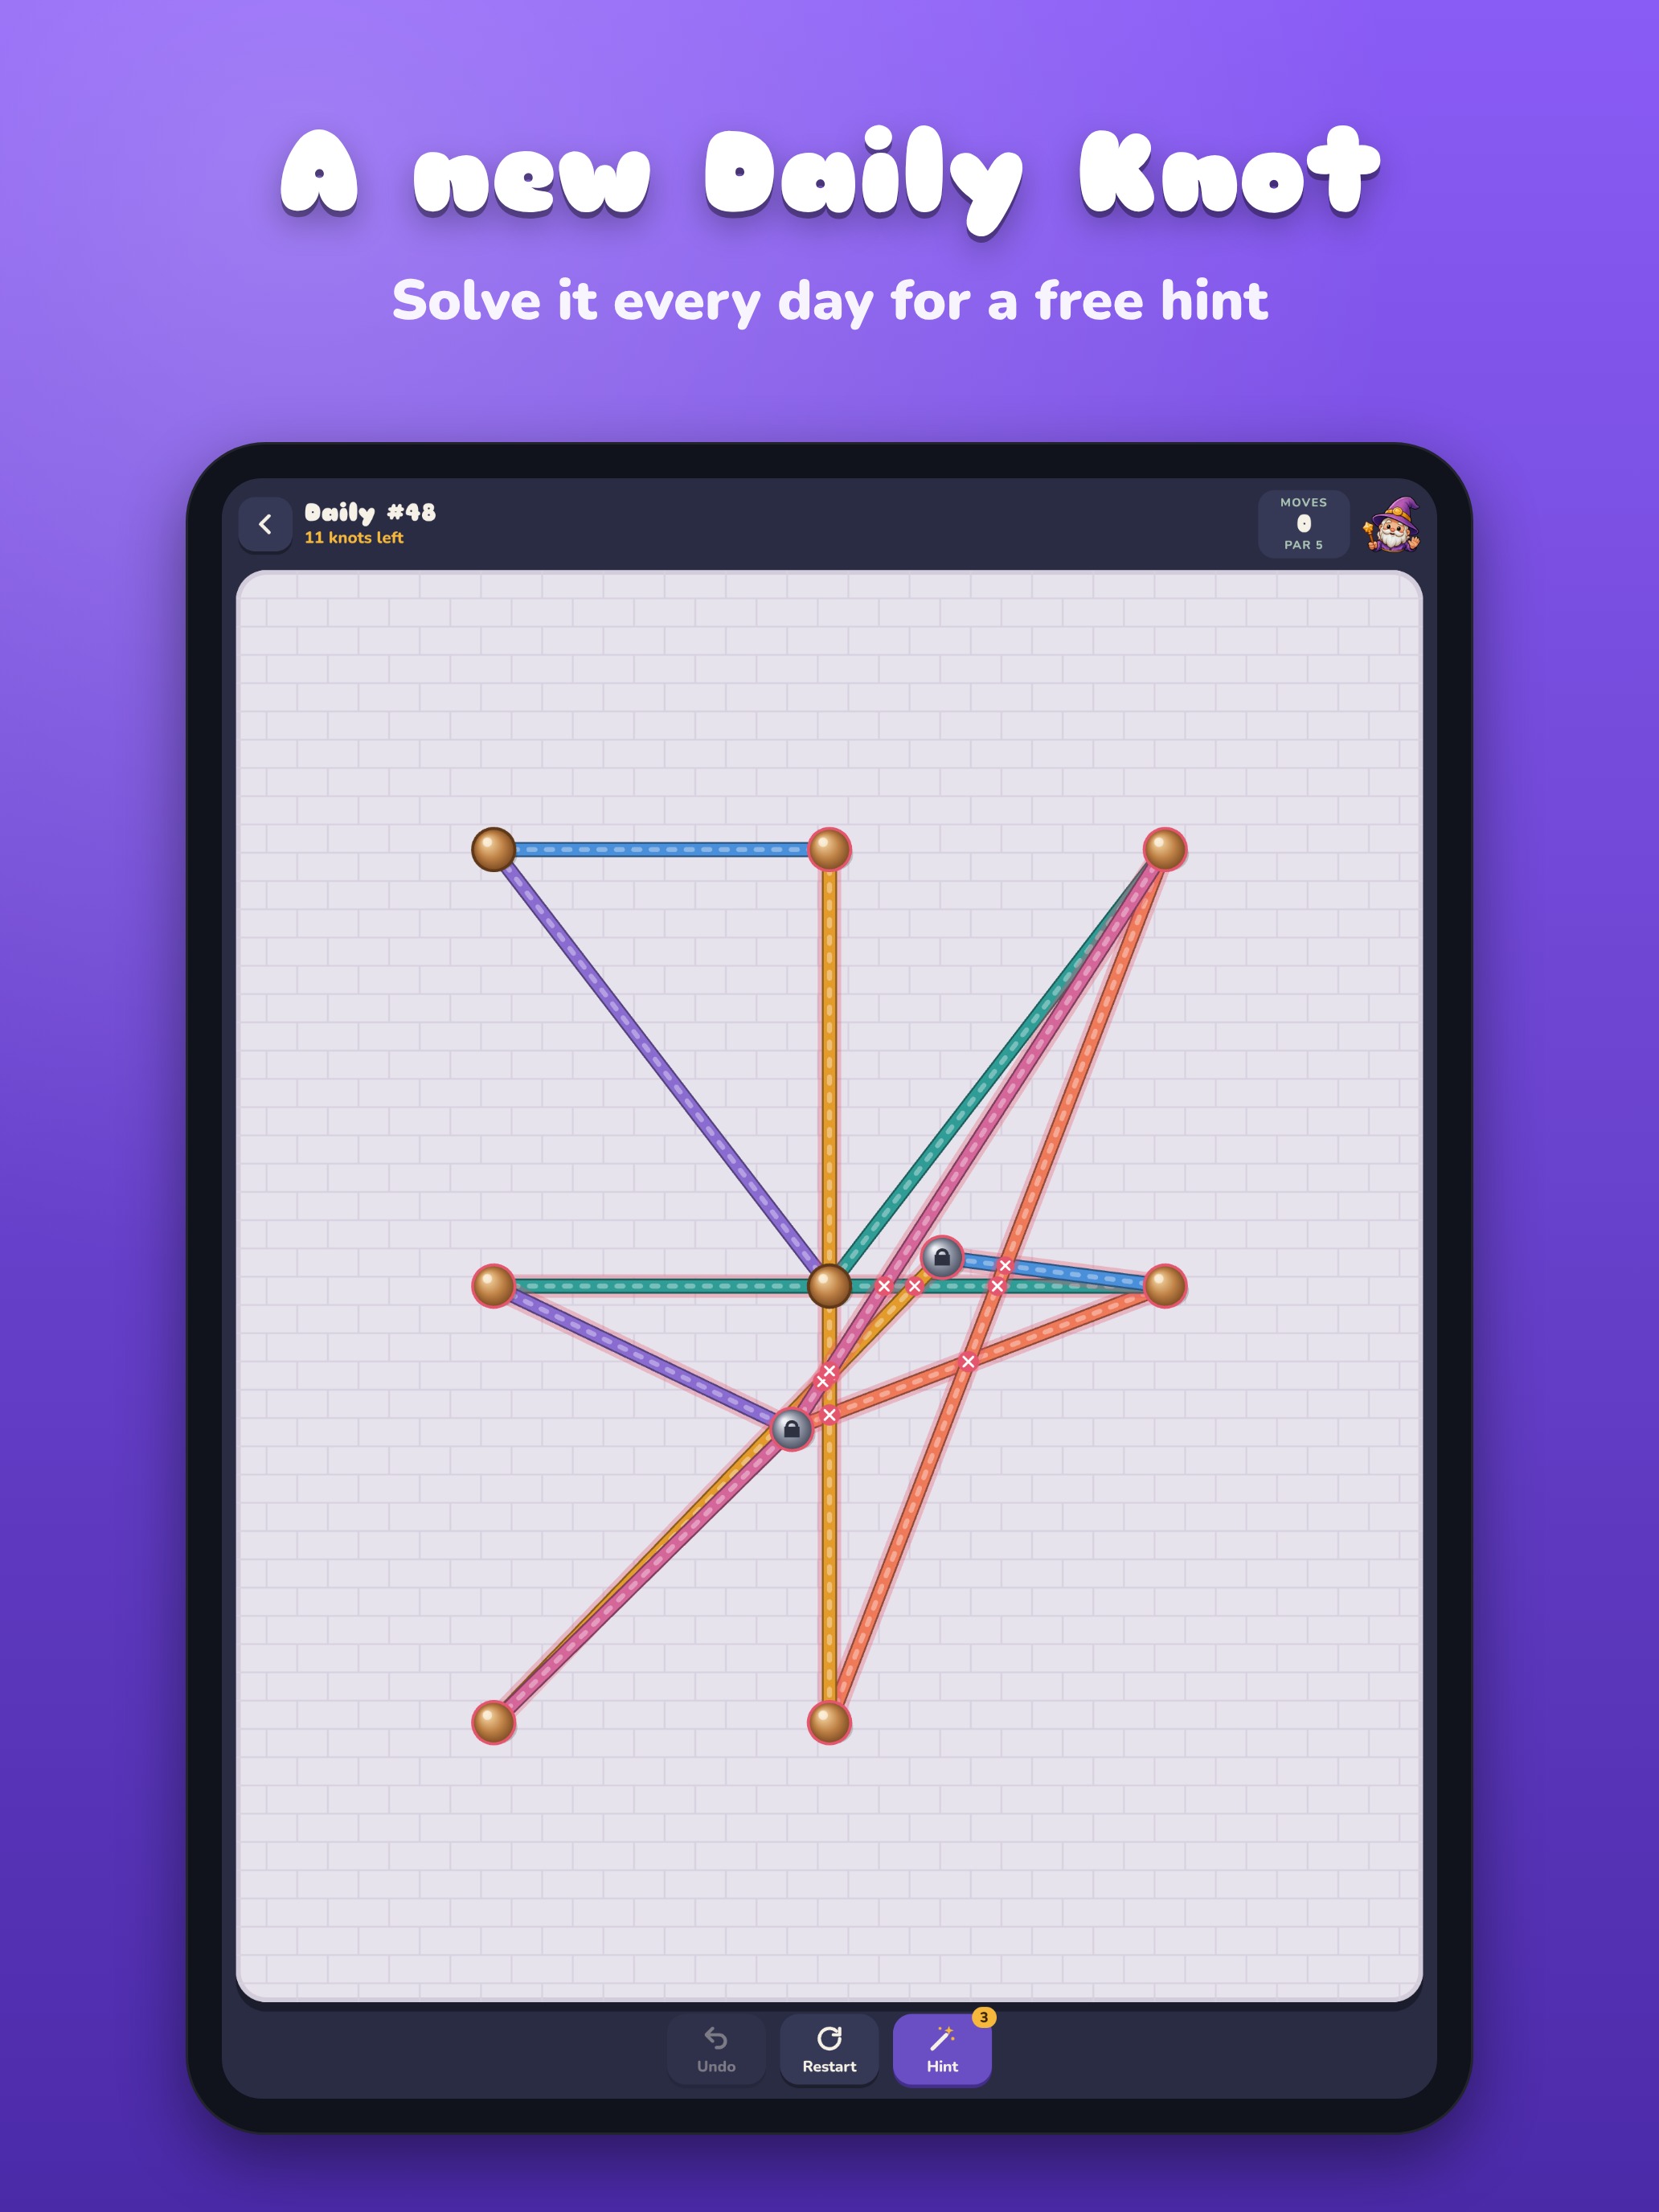 A new Daily Knot
Solve it every day for a free hint
Daily #48
11 knots left
MOVES
0
PAR 5
3
Undo
Restart
Hint